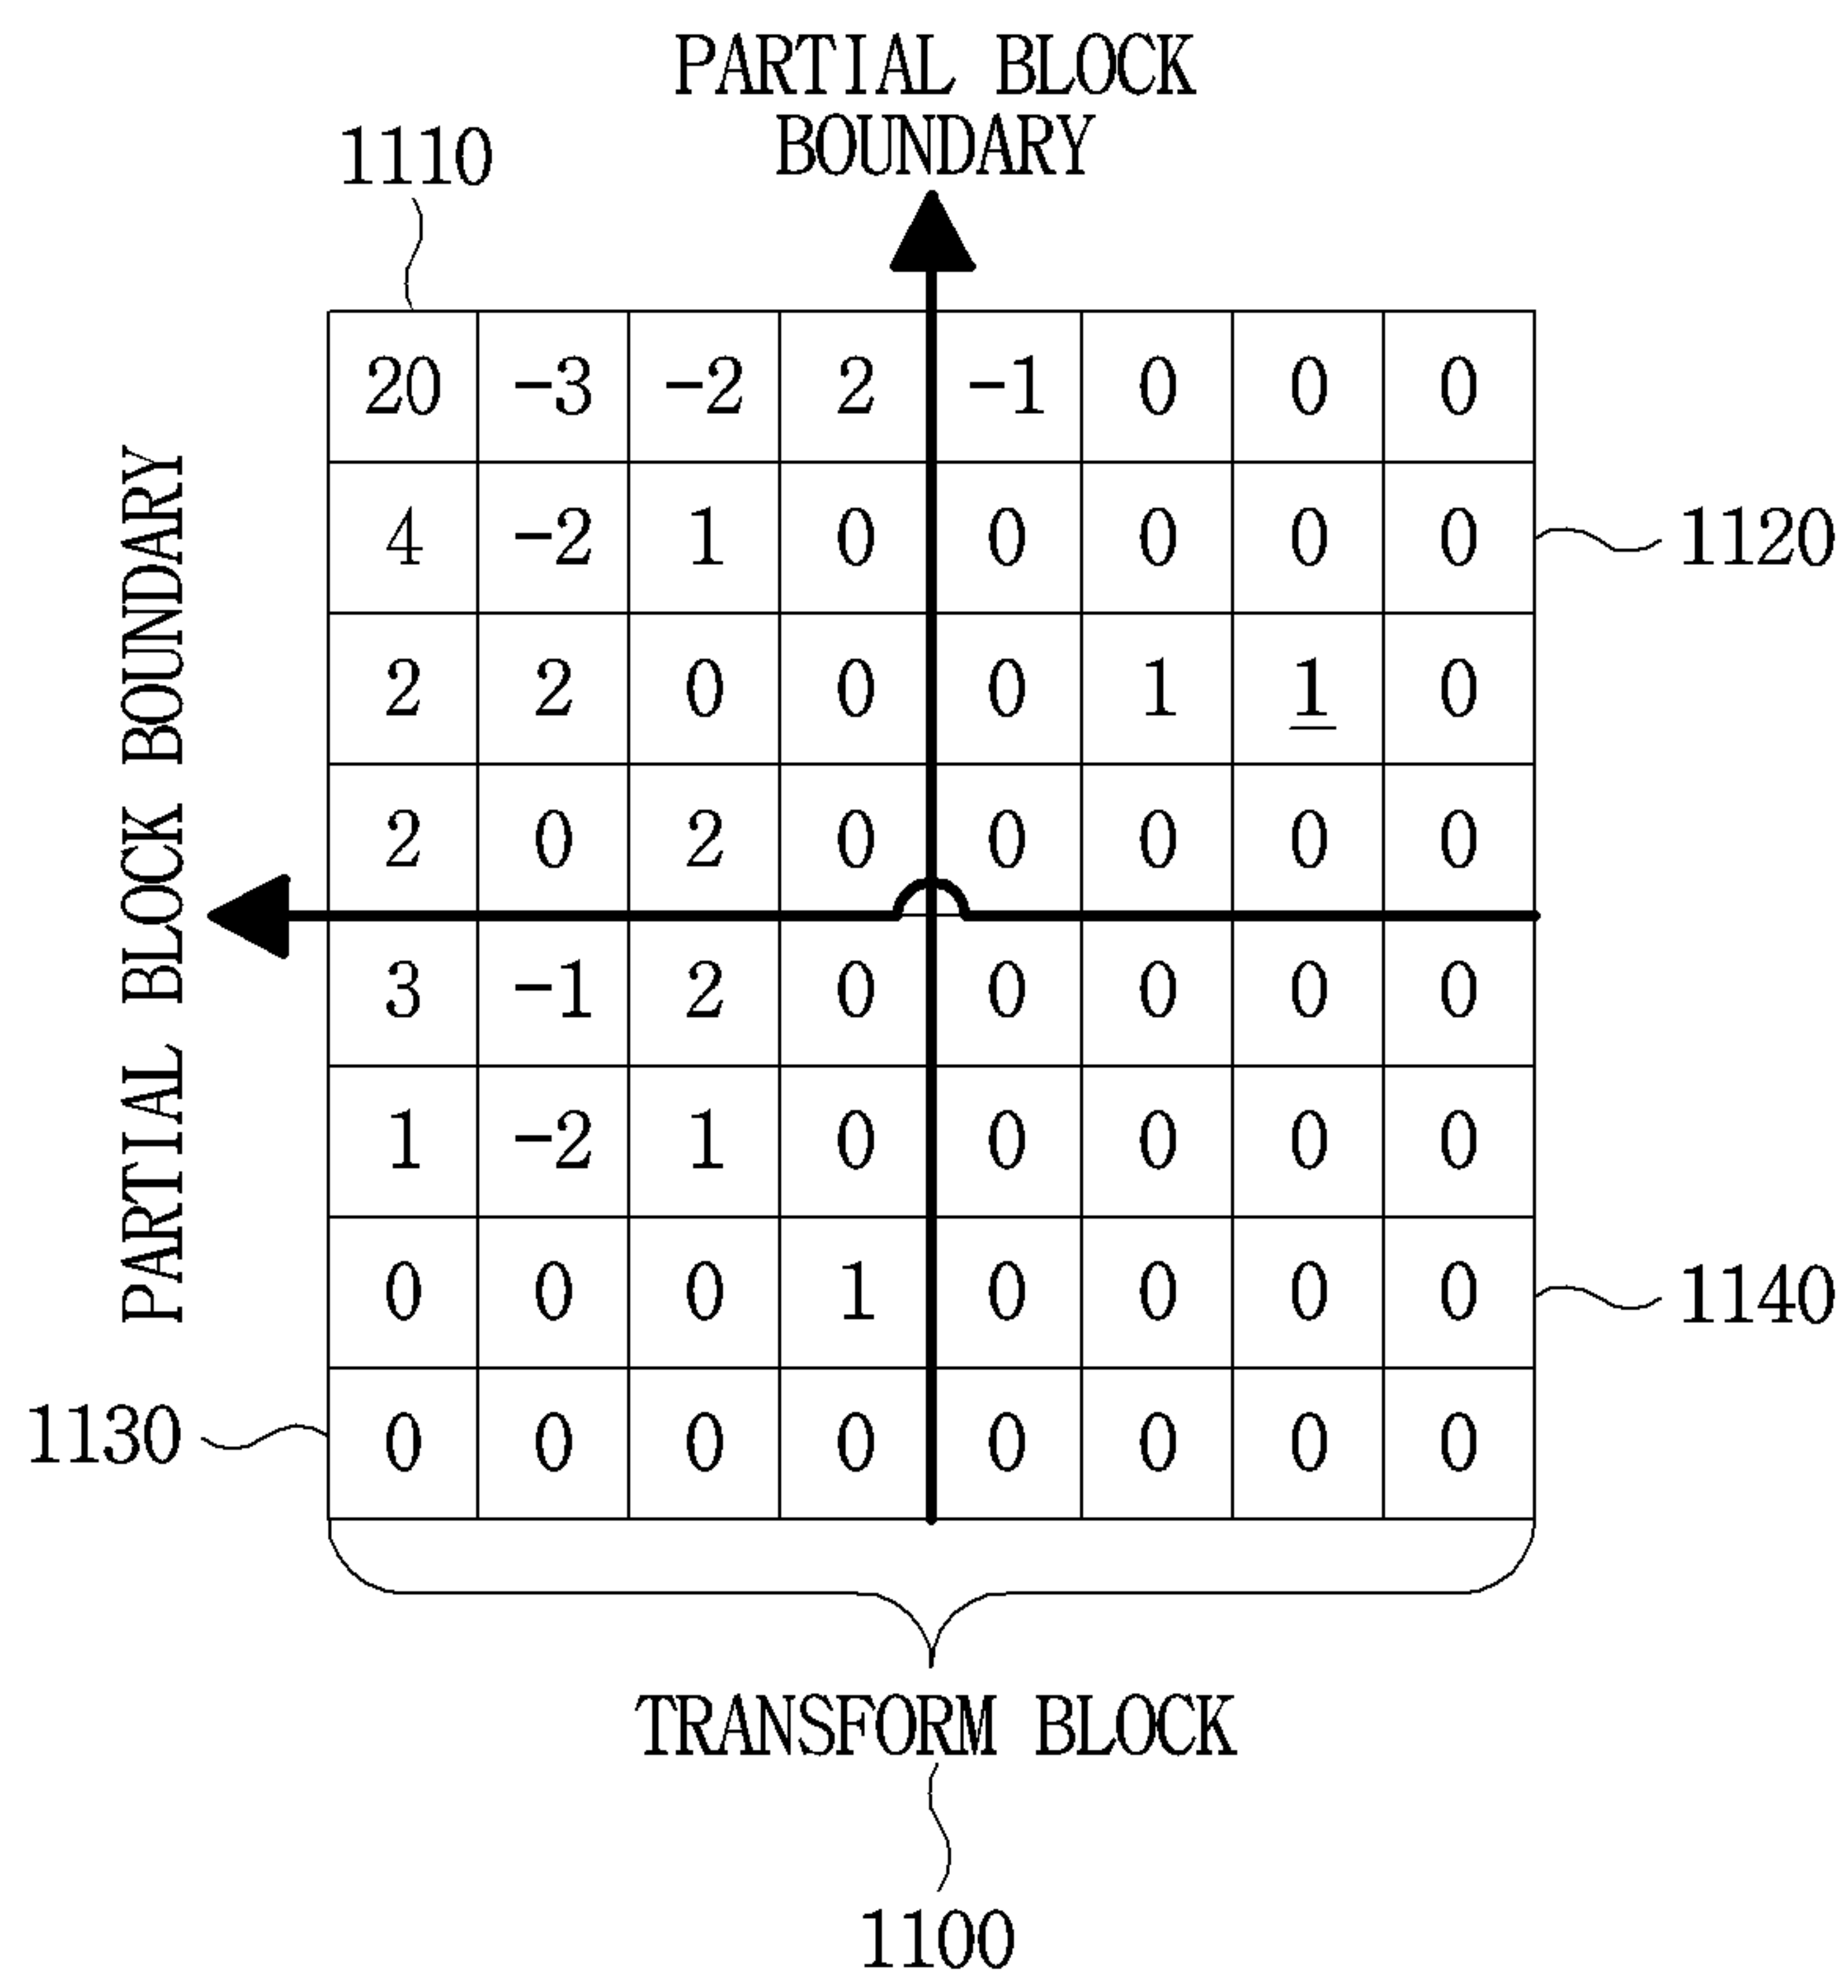 PARTIAL BLOCK
BOUNDARY
1110
20 -3 -2 2 -1 0 0 0
4 -2 1 0 0 0 0 0
1120
2 2 0 0 0 1 1 0
2 0 2 0 0 0 0 0
PARTIAL BLOCK BOUNDARY
3 -1 2 0 0 0 0 0
1 -2 1 0 0 0 0 0
0 0 0 1 0 0 0 0
1140
1130
0 0 0 0 0 0 0 0
TRANSFORM BLOCK
1100